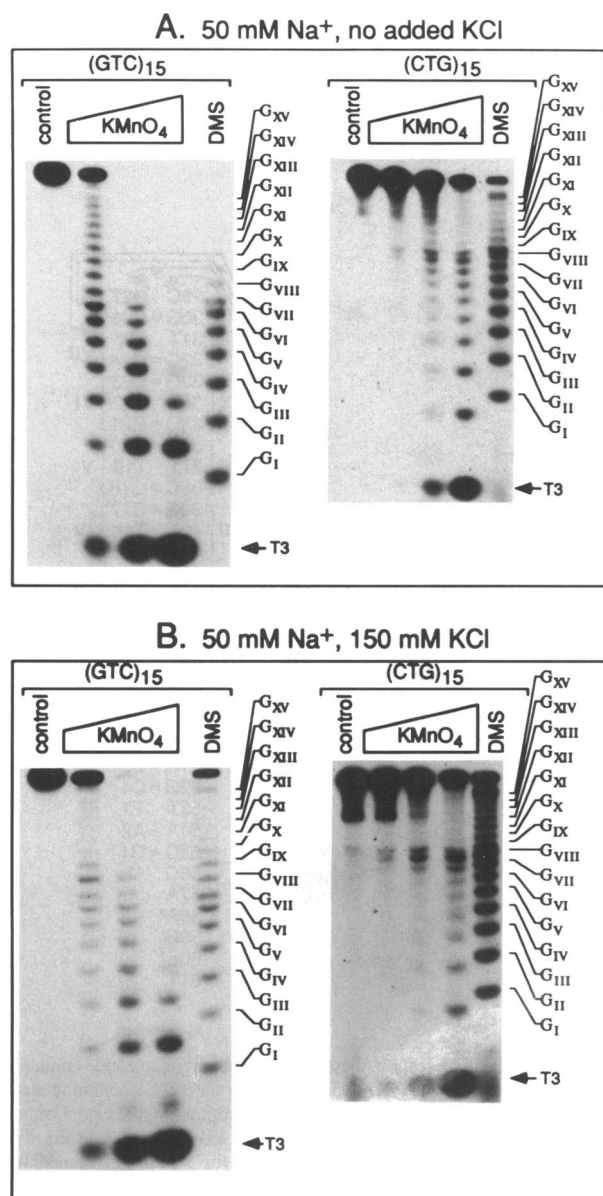 A. 50 mM Na+, no added KCl
(GTC)15
(CTG)15
control
KMnO4
DMS
GXV
GXIV
GXIII
GXII
GXI
GX
GIX
GVIII
GVII
GVI
GV
GIV
GIII
GII
GI
T3
control
KMnO4
DMS
GXV
GXIV
GXIII
GXII
GXI
GX
GIX
GVIII
GVII
GVI
GV
GIV
GIII
GII
GI
T3
B. 50 mM Na+, 150 mM KCl
(GTC)15
(CTG)15
control
KMnO4
DMS
GXV
GXIV
GXIII
GXII
GXI
GX
GIX
GVIII
GVII
GVI
GV
GIV
GIII
GII
GI
T3
control
KMnO4
DMS
GXV
GXIV
GXIII
GXII
GXI
GX
GIX
GVIII
GVII
GVI
GV
GIV
GIII
GII
GI
T3